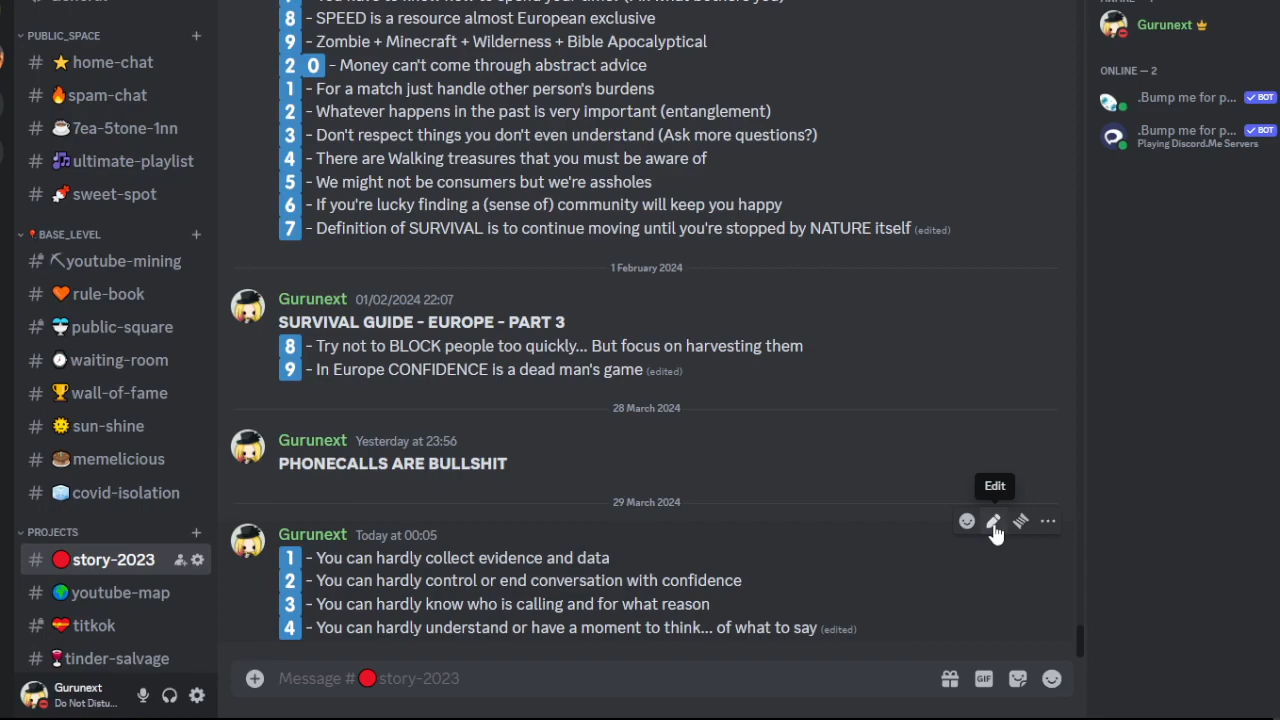 PUBLIC_SPACE
# ⭐ home-chat
# 🔥spam-chat
# ☕7ea-5tone-1nn
# 🎶ultimate-playlist
# sweet-spot
📍BASE_LEVEL
# ⛏youtube-mining
# 🧡rule-book
# public-square
# waiting-room
# 🏆wall-of-fame
# 🌞sun-shine
# memelicious
# 🧊covid-isolation
PROJECTS
# 🔴story-2023
# 🌍youtube-map
# titkok
# 🍷tinder-salvage
Gurunext
Do Not Distu...
8 - SPEED is a resource almost European exclusive
9 - Zombie + Minecraft + Wilderness + Bible Apocalyptical
2 0 - Money can't come through abstract advice
1 - For a match just handle other person's burdens
2 - Whatever happens in the past is very important (entanglement)
3 - Don't respect things you don't even understand (Ask more questions?)
4 - There are Walking treasures that you must be aware of
5 - We might not be consumers but we're assholes
6 - If you're lucky finding a (sense of) community will keep you happy
7 - Definition of SURVIVAL is to continue moving until you're stopped by NATURE itself (edited)
1 February 2024
Gurunext 01/02/2024 22:07
SURVIVAL GUIDE - EUROPE - PART 3
8 - Try not to BLOCK people too quickly... But focus on harvesting them
9 - In Europe CONFIDENCE is a dead man's game (edited)
28 March 2024
Gurunext Yesterday at 23:56
PHONECALLS ARE BULLSHIT
Edit
29 March 2024
Gurunext Today at 00:05
1 - You can hardly collect evidence and data
2 - You can hardly control or end conversation with confidence
3 - You can hardly know who is calling and for what reason
4 - You can hardly understand or have a moment to think... of what to say (edited)
Message #🔴story-2023
GIF
Gurunext
ONLINE — 2
.Bump me for p... ✓ BOT
.Bump me for p... ✓ BOT
Playing Discord.Me Servers